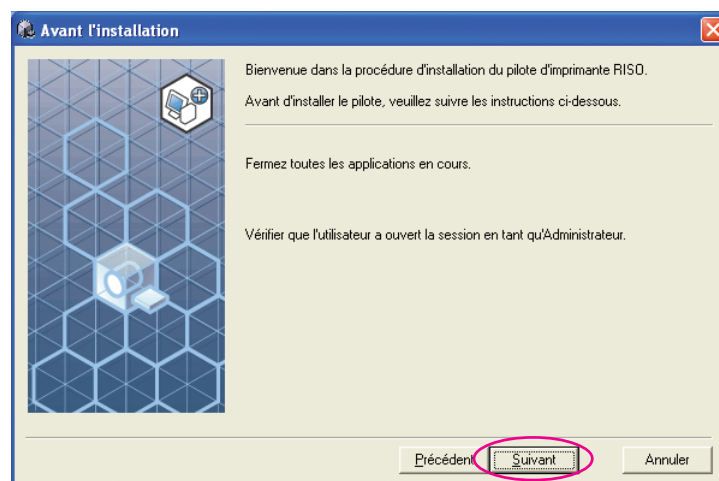 Avant l'installation
Bienvenue dans la procédure d'installation du pilote d'imprimante RISO.
Avant d'installer le pilote, veuillez suivre les instructions ci-dessous.
Fermez toutes les applications en cours.
Vérifier que l'utilisateur a ouvert la session en tant qu'Administrateur.
Précédent
Suivant
Annuler